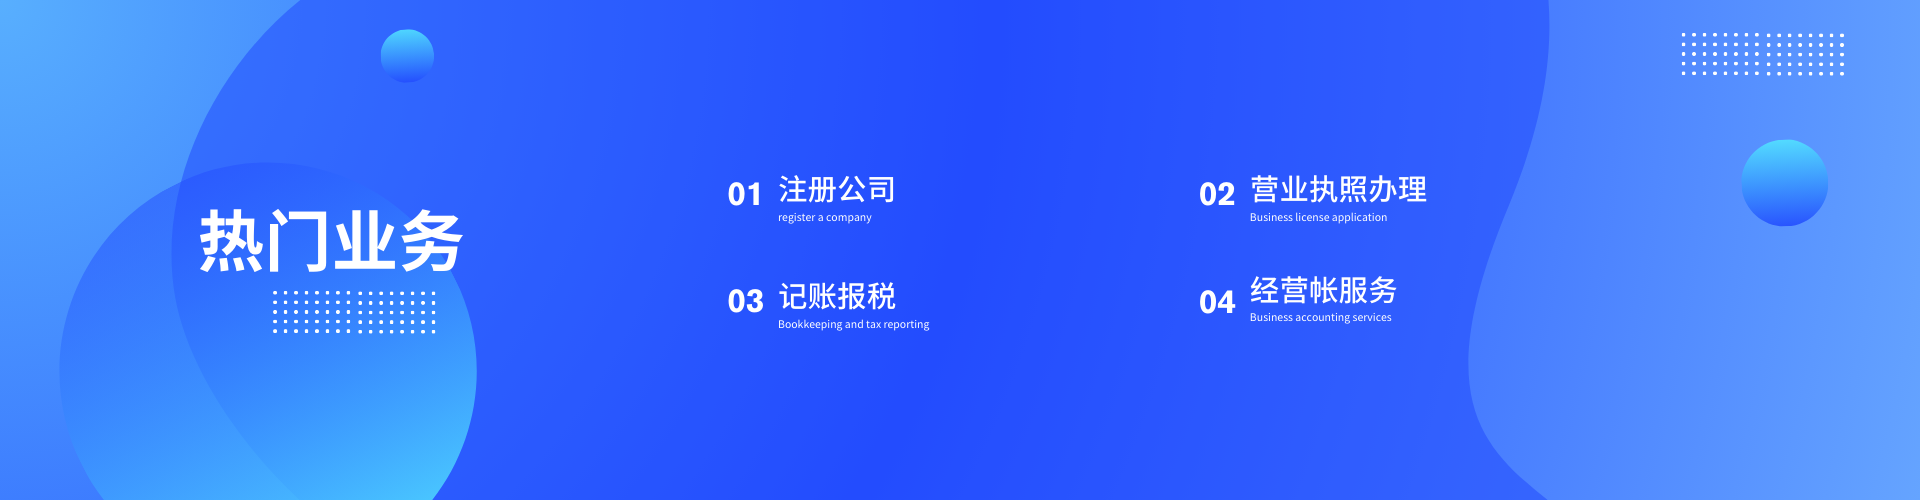 热门业务
01 注册公司
register a company
02 营业执照办理
Business license application
03 记账报税
Bookkeeping and tax reporting
04 经营帐服务
Business accounting services